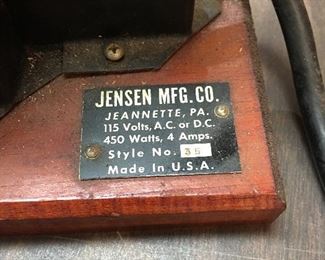 JENSEN MFG. CO.
JEANNETTE, PA.
115 Volts, A.C. or D.C.
450 Watts, 4 Amps.
Style No. 35
Made in U.S.A.